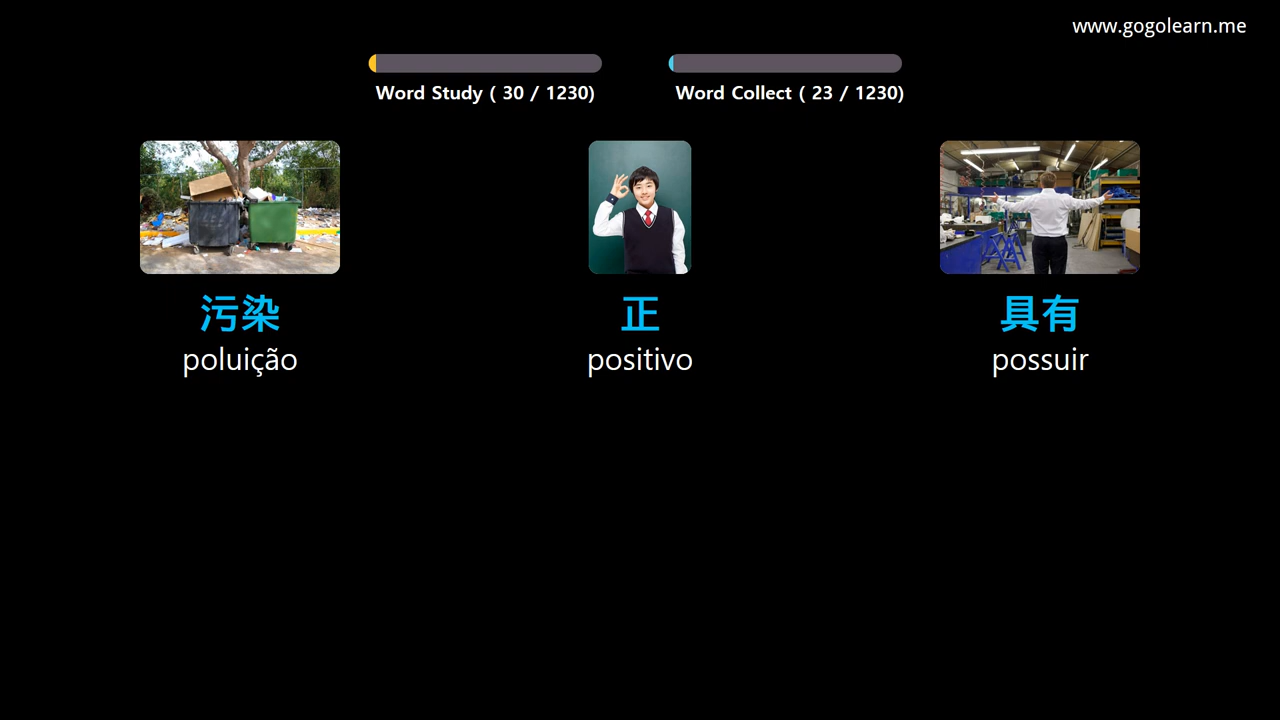 www.gogolearn.me
Word Study ( 30 / 1230)
Word Collect ( 23 / 1230)
污染
正
具有
poluição
positivo
possuir